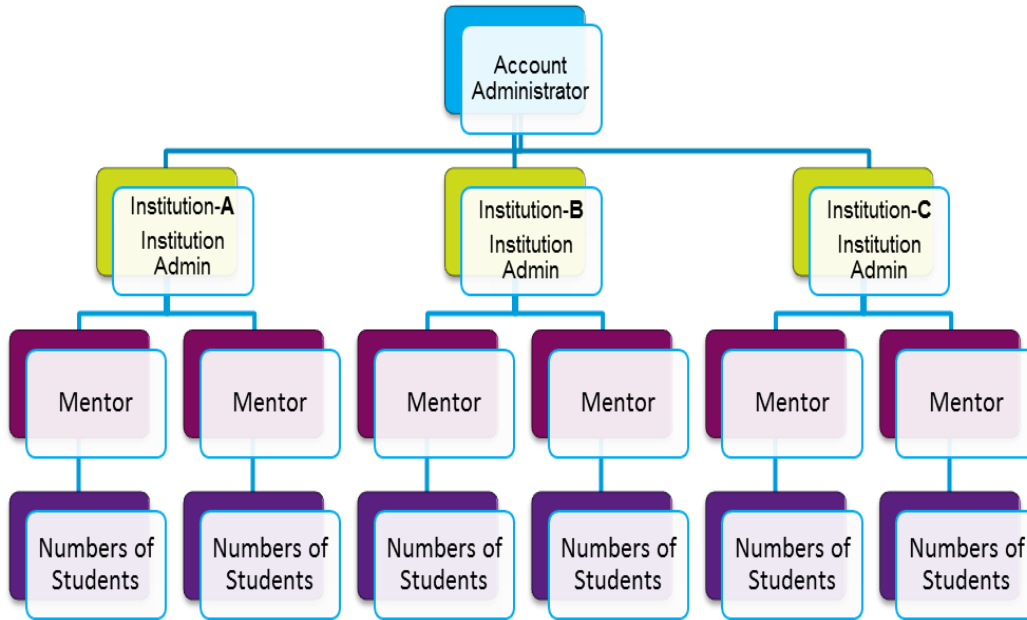 Account
Administrator
Institution-A
Institution
Admin
Institution-B
Institution
Admin
Institution-C
Institution
Admin
Mentor
Mentor
Mentor
Mentor
Mentor
Mentor
Numbers of
Students
Numbers of
Students
Numbers of
Students
Numbers of
Students
Numbers of
Students
Numbers of
Students